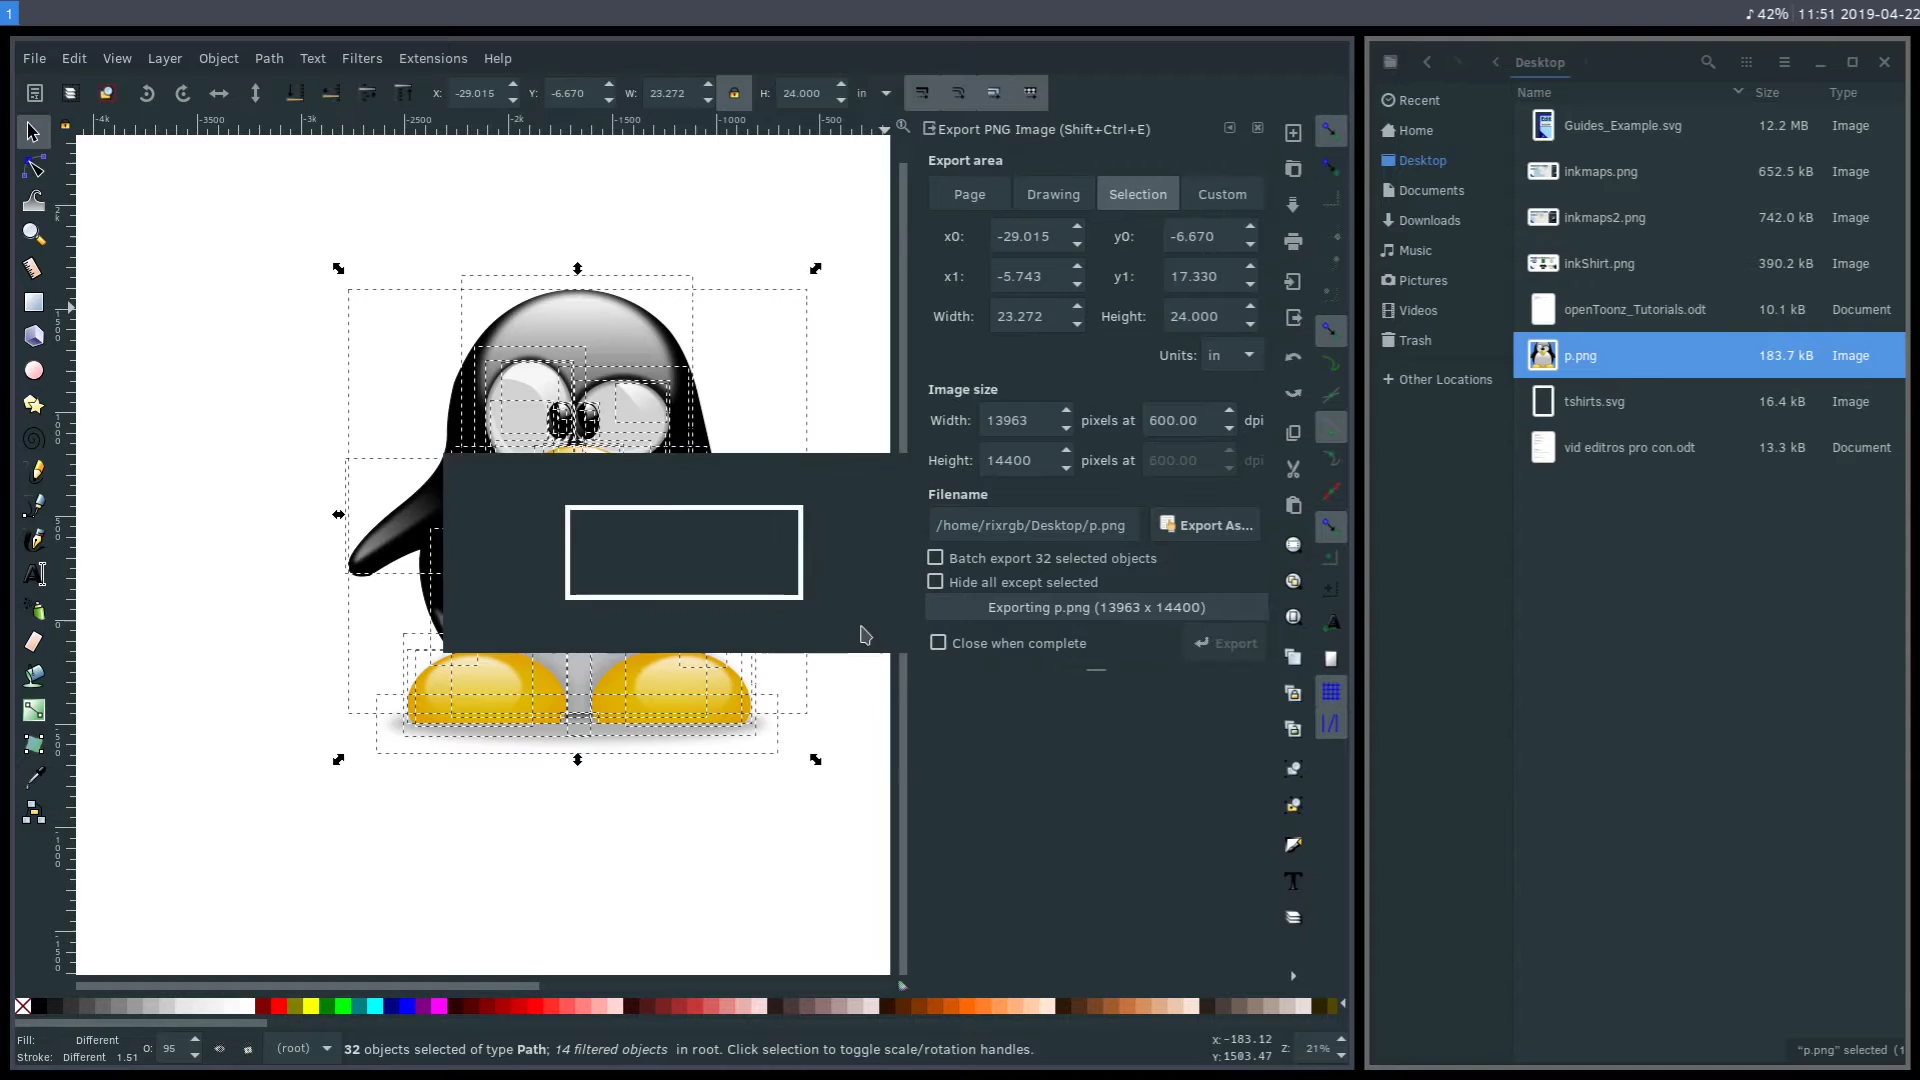 1
♪ 42% 11:51 2019-04-22
File Edit View Layer Object Path Text Filters Extensions Help
X: -29.015 Y: -6.670 W: 23.272 H: 24.000 in
-4k -3500 -3k -2500 -2k -1500 -1000 -500
Export PNG Image (Shift+Ctrl+E)
Export area
Page Drawing Selection Custom
x0: -29.015 y0: -6.670
x1: -5.743 y1: 17.330
Width: 23.272 Height: 24.000
Units: in
Image size
Width: 13963 pixels at 600.00 dpi
Height: 14400 pixels at 600.00 dpi
Filename
/home/rixrgb/Desktop/p.png Export As...
Batch export 32 selected objects
Hide all except selected
Exporting p.png (13963 x 14400)
Close when complete Export
Fill: Different
Stroke: Different 1.51
O: 95
(root)
32 objects selected of type Path; 14 filtered objects in root. Click selection to toggle scale/rotation handles.
X: -183.12
Y: 1503.47
Z: 21%
Desktop
Recent
Home
Desktop
Documents
Downloads
Music
Pictures
Videos
Trash
+ Other Locations
Name Size Type
Guides_Example.svg 12.2 MB Image
inkmaps.png 652.5 kB Image
inkmaps2.png 742.0 kB Image
inkShirt.png 390.2 kB Image
openToonz_Tutorials.odt 10.1 kB Document
p.png 183.7 kB Image
tshirts.svg 16.4 kB Image
vid editros pro con.odt 13.3 kB Document
"p.png" selected (1